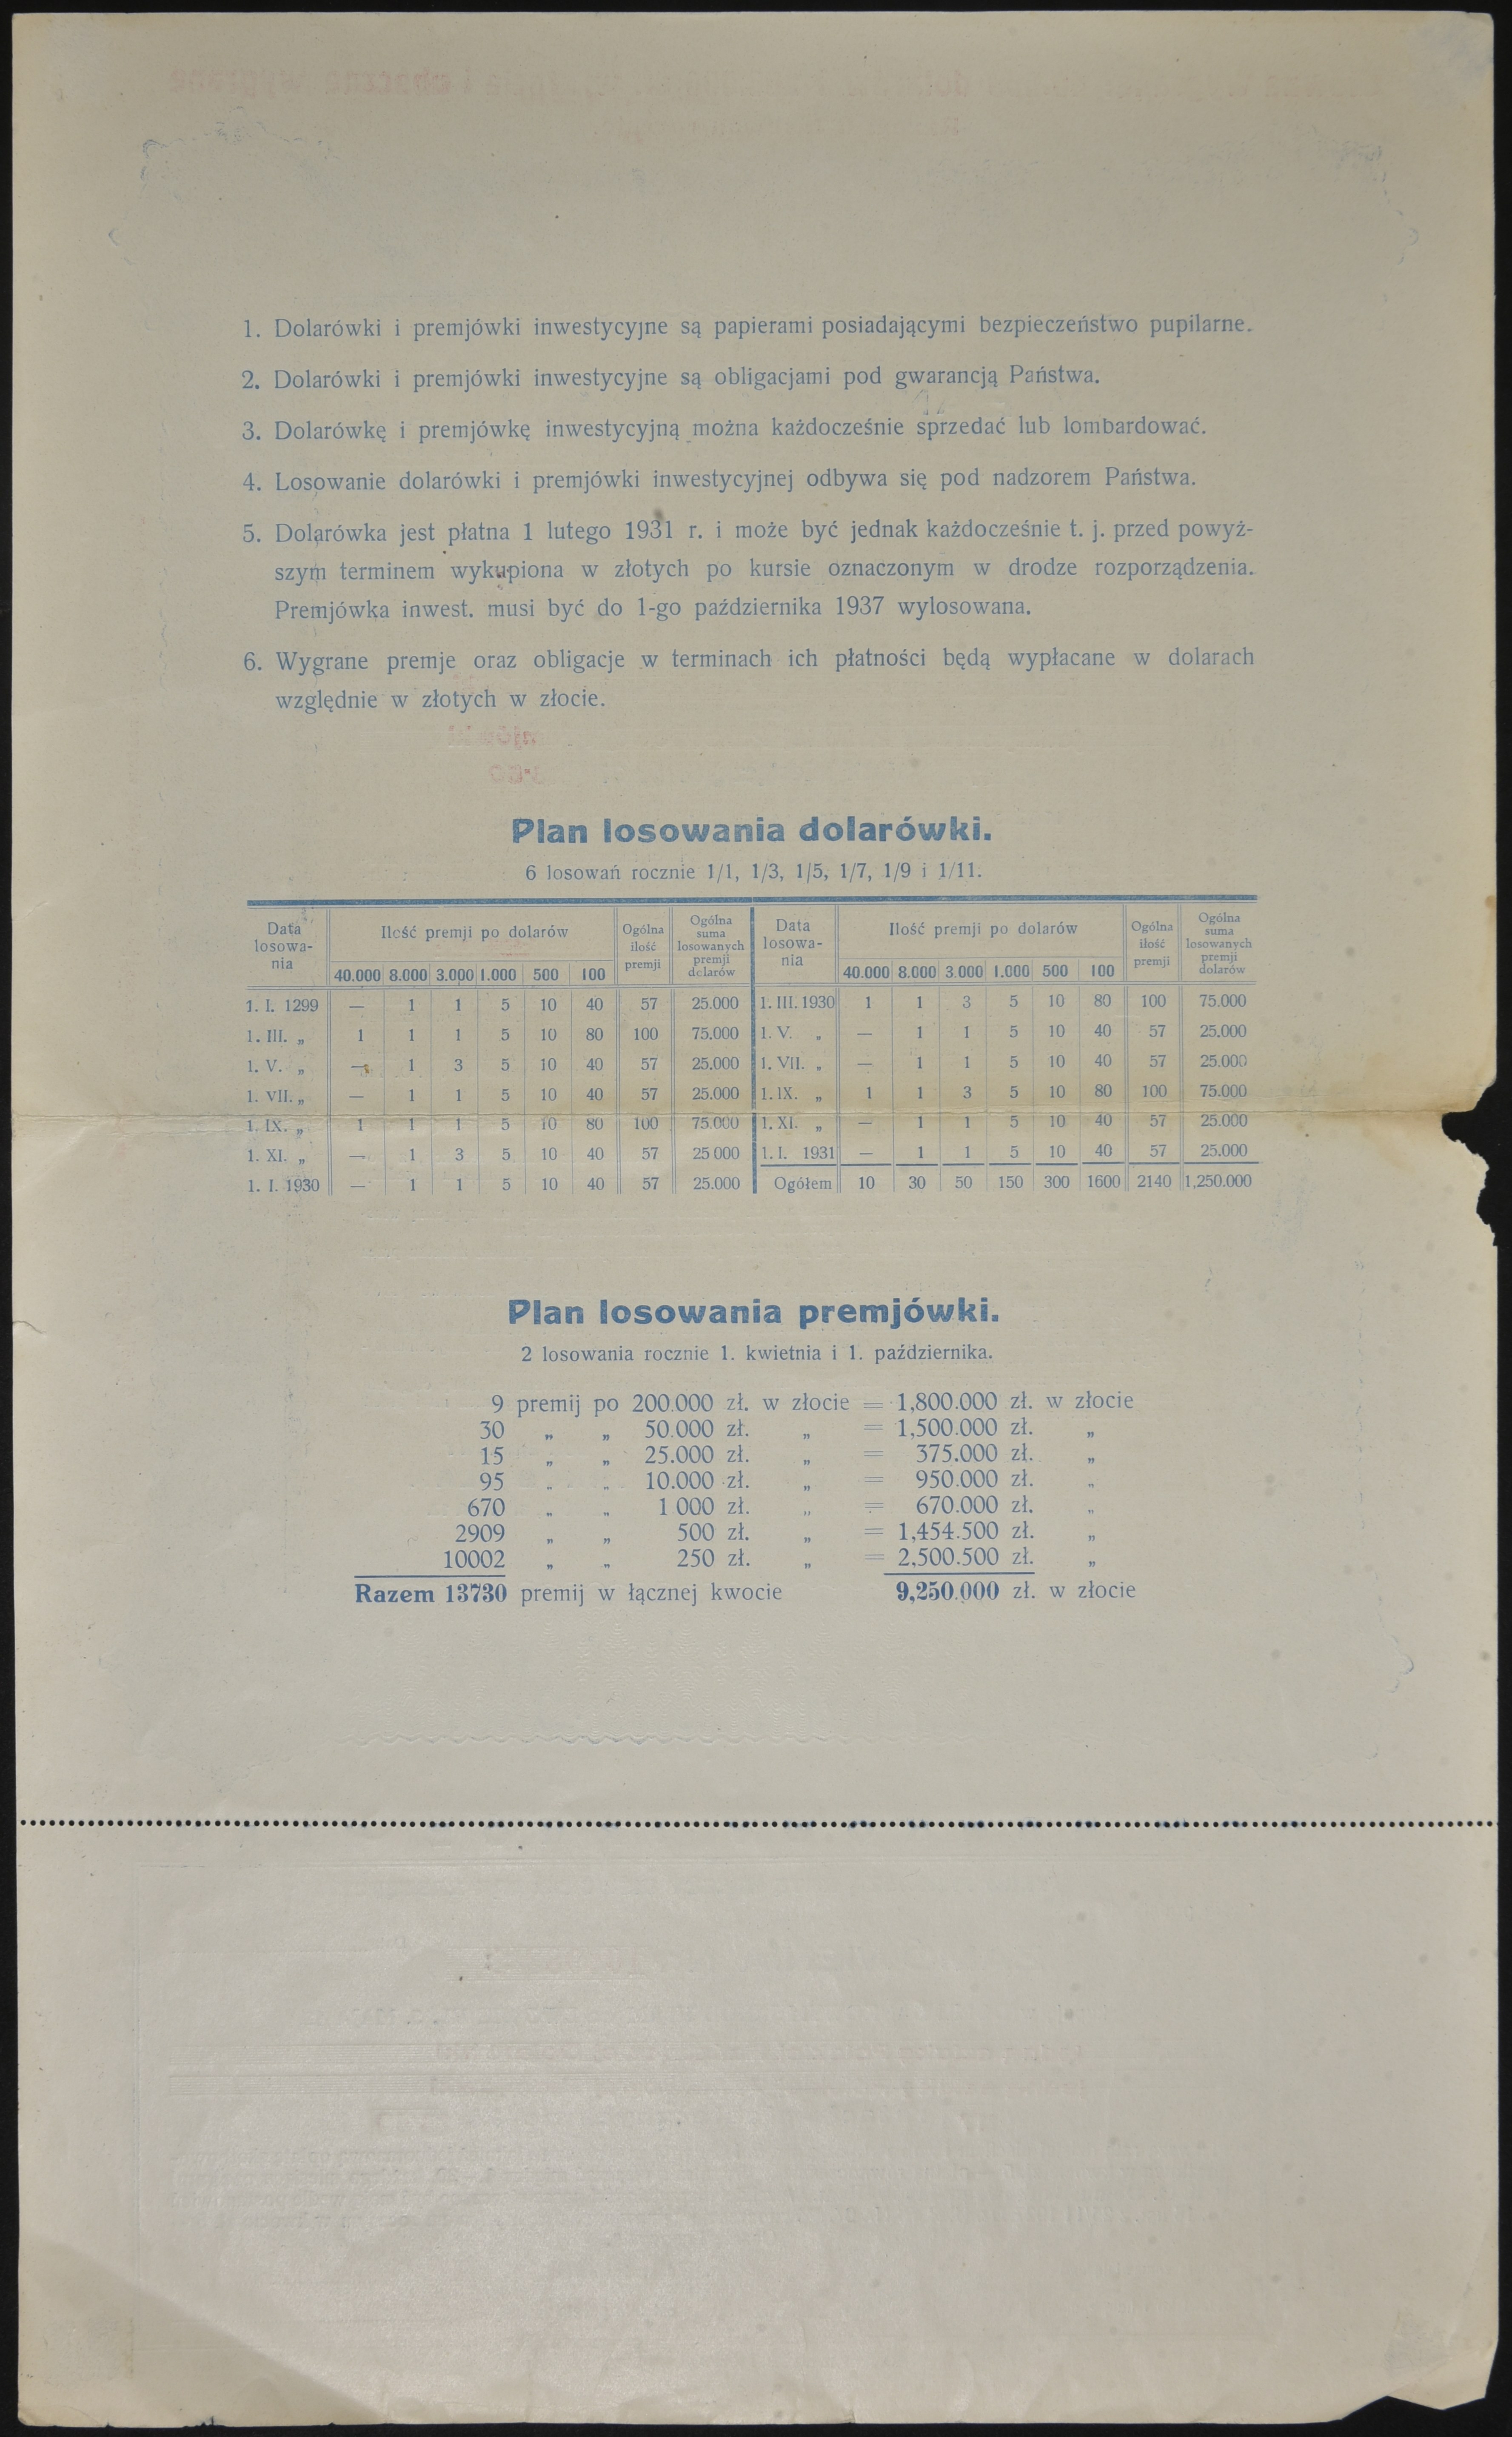 1. Dolarówki i premjówki inwestycyjne są papierami posiadającymi bezpieczeństwo pupilarne.
2. Dolarówki i premjówki inwestycyjne są obligacjami pod gwarancją Państwa.
3. Dolarówkę i premjówkę inwestycyjną można każdocześnie sprzedać lub lombardować.
4. Losowanie dolarówki i premjówki inwestycyjnej odbywa się pod nadzorem Państwa.
5. Dolarówka jest płatna 1 lutego 1931 r. i może być jednak każdocześnie t. j. przed powyż-
szym terminem wykupiona w złotych po kursie oznaczonym w drodze rozporządzenia.
Premjówka inwest. musi być do 1-go października 1937 wylosowana.
6. Wygrane premje oraz obligacje w terminach ich płatności będą wypłacane w dolarach
względnie w złotych w złocie.
Plan losowania dolarówki.
6 losowań rocznie 1/1, 1/3, 1/5, 1/7, 1/9 i 1/11.
Data losowa-nia Ilość premji po dolarów Ogólna ilość premji Ogólna suma losowanych premji dolarów Data losowa-nia Ilość premji po dolarów Ogólna ilość premji Ogólna suma losowanych premji dolarów
40.000 8.000 3.000 1.000 500 100 40.000 8.000 3.000 1.000 500 100
1. I. 1299 — 1 1 5 10 40 57 25.000 1. III. 1930 1 1 3 5 10 80 100 75.000
1. III. „ 1 1 1 5 10 80 100 75.000 1. V. „ — 1 1 5 10 40 57 25.000
1. V. „ — 1 3 5 10 40 57 25.000 1. VII. „ — 1 1 5 10 40 57 25.000
1. VII. „ — 1 1 5 10 40 57 25.000 1. IX. „ 1 1 3 5 10 80 100 75.000
1. IX. „ 1 1 1 5 10 80 100 75.000 1. XI. „ — 1 1 5 10 40 57 25.000
1. XI. „ — 1 3 5 10 40 57 25 000 1. I. 1931 — 1 1 5 10 40 57 25.000
1. I. 1930 — 1 1 5 10 40 57 25.000 Ogółem 10 30 50 150 300 1600 2140 1,250.000
Plan losowania premjówki.
2 losowania rocznie 1. kwietnia i 1. października.
9 premij po 200.000 zł. w złocie = 1,800.000 zł. w złocie
30 „ „ 50.000 zł. „ = 1,500.000 zł. „
15 „ „ 25.000 zł. „ = 375.000 zł. „
95 „ „ 10.000 zł. „ = 950.000 zł. „
670 „ „ 1 000 zł. „ = 670.000 zł. „
2909 „ „ 500 zł. „ = 1,454.500 zł. „
10002 „ „ 250 zł. „ = 2,500.500 zł. „
Razem 13730 premij w łącznej kwocie 9,250.000 zł. w złocie